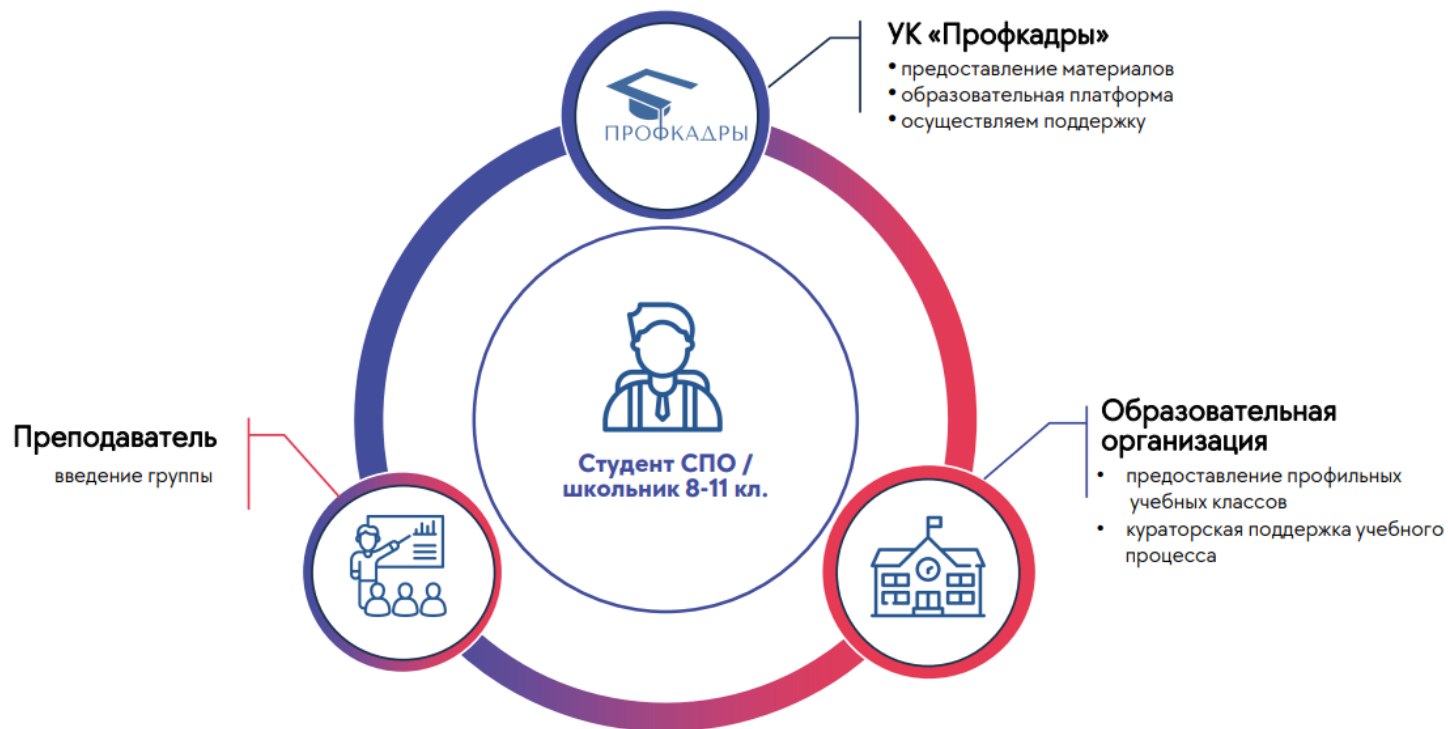 УК «Профкадры»
• предоставление материалов
• образовательная платформа
• осуществляем поддержку
ПРОФКАДРЫ
Студент СПО /
школьник 8-11 кл.
Преподаватель
введение группы
Образовательная
организация
• предоставление профильных
учебных классов
• кураторская поддержка учебного
процесса